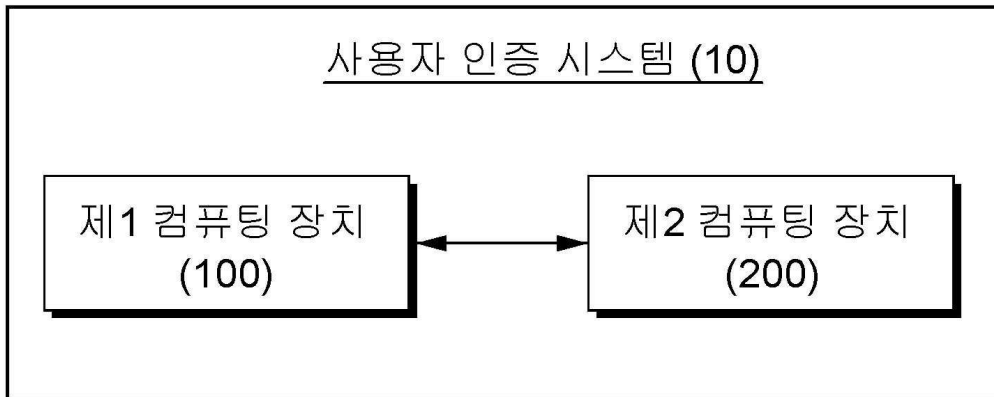 사용자 인증 시스템 (10)
제1 컴퓨팅 장치
(100)
제2 컴퓨팅 장치
(200)